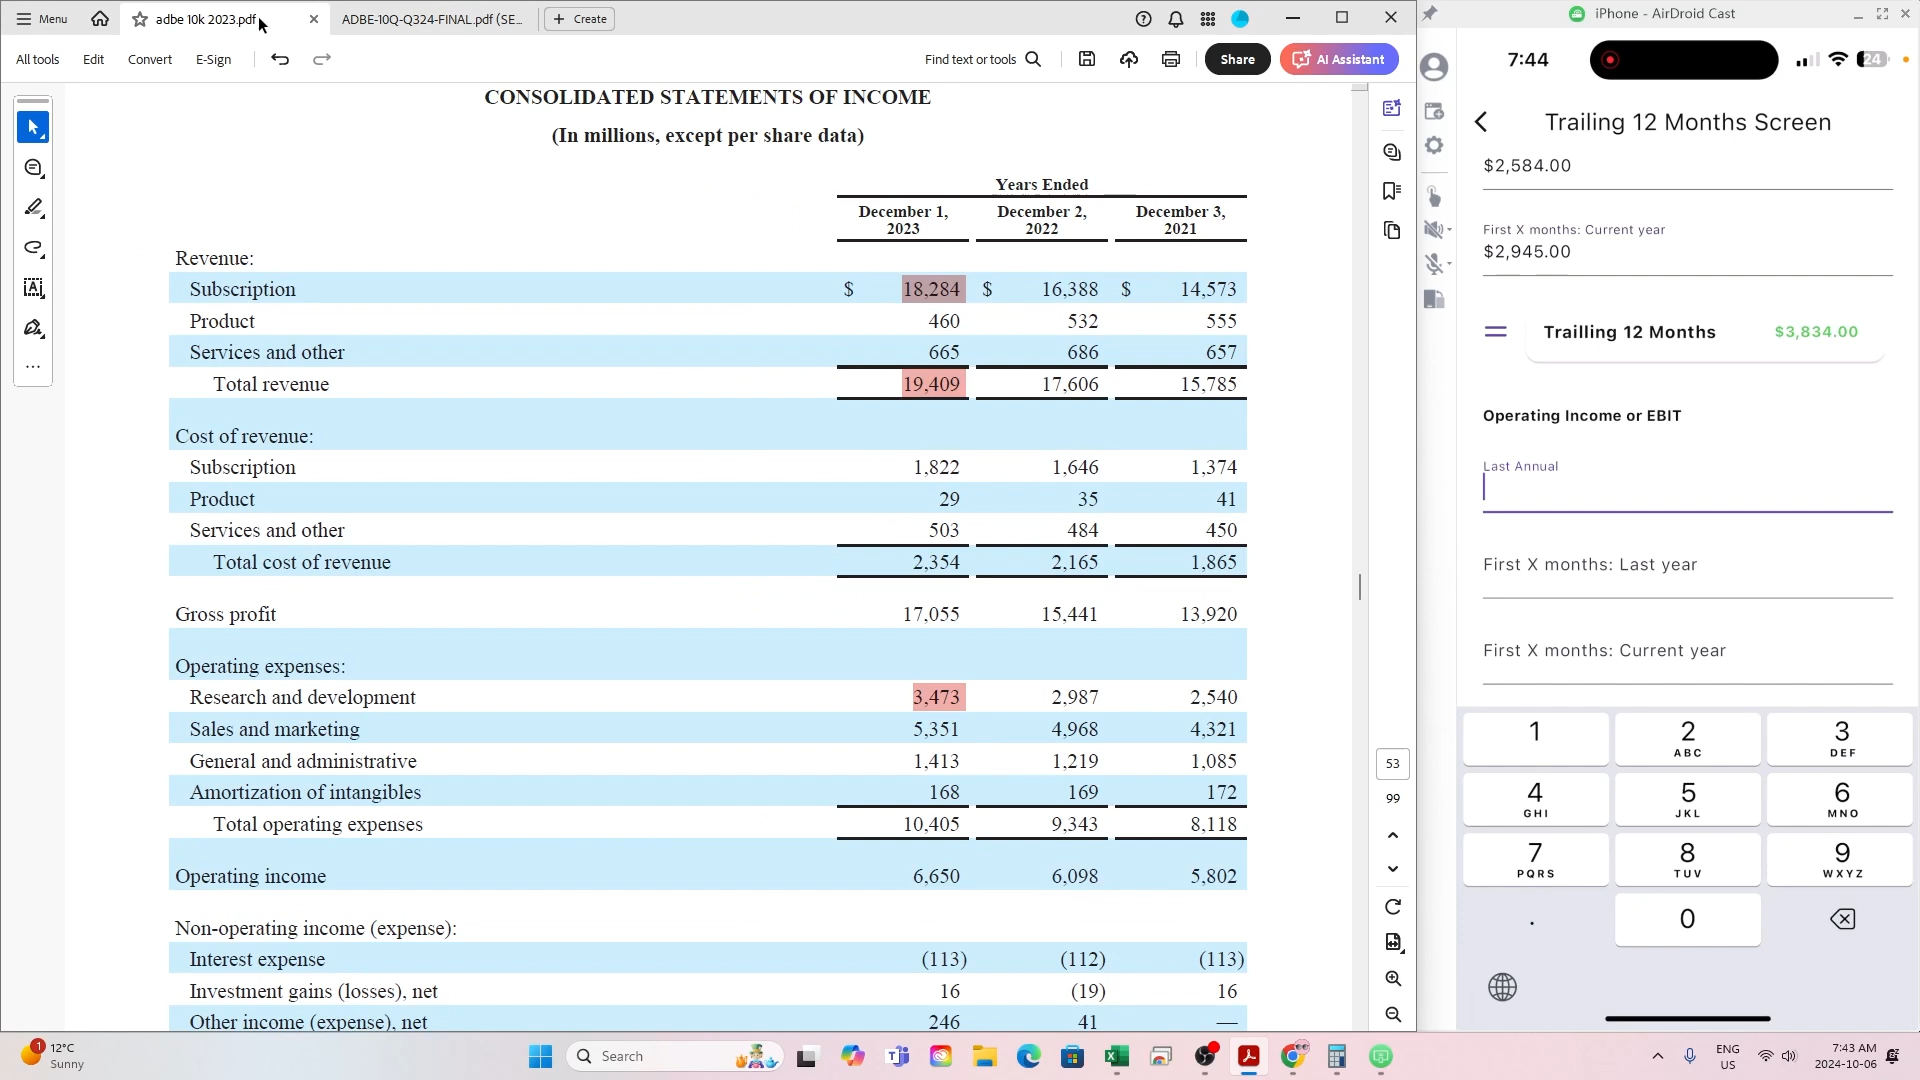 Menu
adbe 10k 2023.pdf
ADBE-10Q-Q324-FINAL.pdf (SE...
Create
All tools
Edit
Convert
E-Sign
Find text or tools
Share
AI Assistant
CONSOLIDATED STATEMENTS OF INCOME
(In millions, except per share data)
Years Ended
December 1, 2023 December 2, 2022 December 3, 2021
Revenue:
Subscription $ 18,284 $ 16,388 $ 14,573
Product 460 532 555
Services and other 665 686 657
Total revenue 19,409 17,606 15,785
Cost of revenue:
Subscription 1,822 1,646 1,374
Product 29 35 41
Services and other 503 484 450
Total cost of revenue 2,354 2,165 1,865
Gross profit 17,055 15,441 13,920
Operating expenses:
Research and development 3,473 2,987 2,540
Sales and marketing 5,351 4,968 4,321
General and administrative 1,413 1,219 1,085
Amortization of intangibles 168 169 172
Total operating expenses 10,405 9,343 8,118
Operating income 6,650 6,098 5,802
Non-operating income (expense):
Interest expense (113) (112) (113)
Investment gains (losses), net 16 (19) 16
Other income (expense), net 246 41 —
53
99
iPhone - AirDroid Cast
7:44
24
Trailing 12 Months Screen
$2,584.00
First X months: Current year
$2,945.00
Trailling 12 Months $3,834.00
Operating Income or EBIT
Last Annual
First X months: Last year
First X months: Current year
1 2 3
ABC DEF
4 5 6
GHI JKL MNO
7 8 9
PQRS TUV WXYZ
. 0
1
12°C
Sunny
Search
ENG
US
7:43 AM
2024-10-06